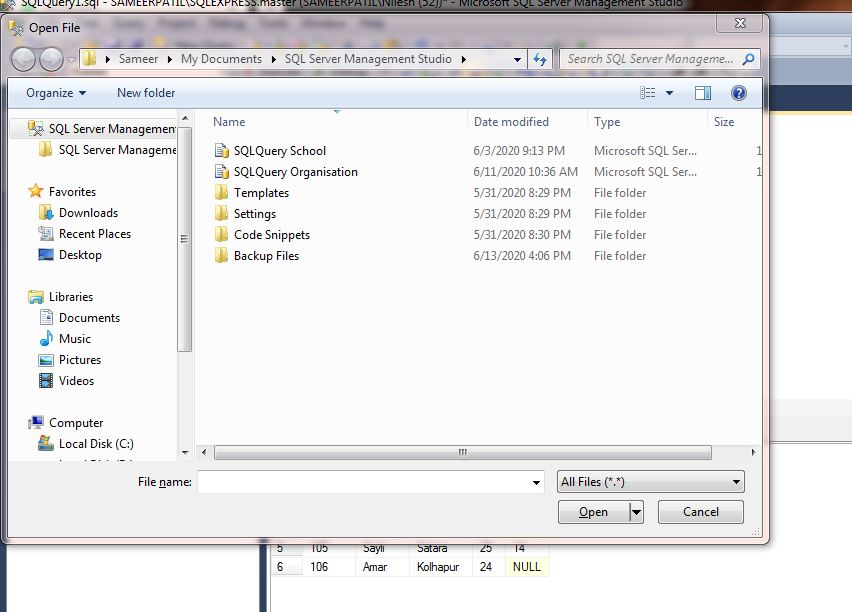 SQLQuery1.sql - SAMEERPATIL\SQLEXPRESS.master (SAMEERPATIL\Nilesh (52))* - Microsoft SQL Server Management Studio
Open File
Sameer My Documents SQL Server Management Studio Search SQL Server Manageme...
Organize New folder
Name Date modified Type Size
SQL Server Managemen
SQL Server Manageme
Favorites
Downloads
Recent Places
Desktop
Libraries
Documents
Music
Pictures
Videos
Computer
Local Disk (C:)
SQLQuery School 6/3/2020 9:13 PM Microsoft SQL Ser... 1
SQLQuery Organisation 6/11/2020 10:36 AM Microsoft SQL Ser... 1
Templates 5/31/2020 8:29 PM File folder
Settings 5/31/2020 8:29 PM File folder
Code Snippets 5/31/2020 8:30 PM File folder
Backup Files 6/13/2020 4:06 PM File folder
File name: All Files (*.*)
Open Cancel
5 105 Sayli Satara 25 14
6 106 Amar Kolhapur 24 NULL